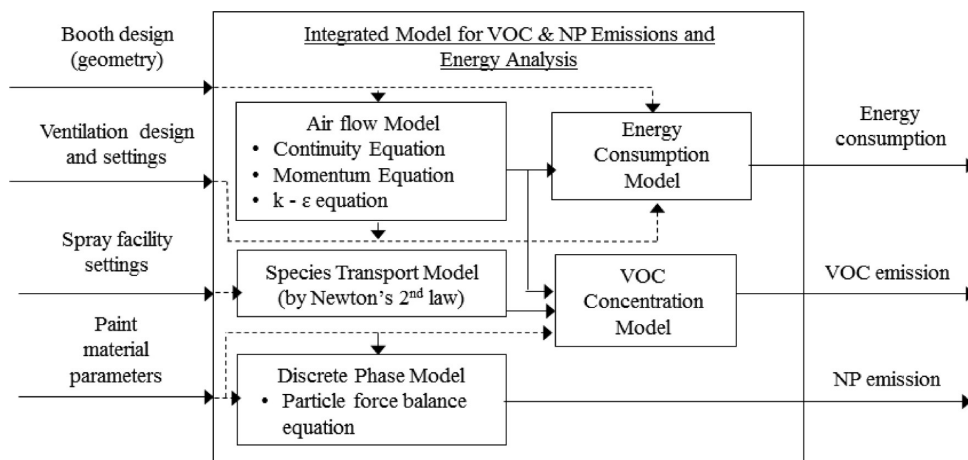 Booth design
(geometry)
Integrated Model for VOC & NP Emissions and
Energy Analysis
Ventilation design
and settings
Air flow Model
• Continuity Equation
• Momentum Equation
• k - ε equation
Energy
Consumption
Model
Energy
consumption
Spray facility
settings
Species Transport Model
(by Newton's 2nd law)
VOC
Concentration
Model
VOC emission
Paint
material
parameters
Discrete Phase Model
• Particle force balance
equation
NP emission